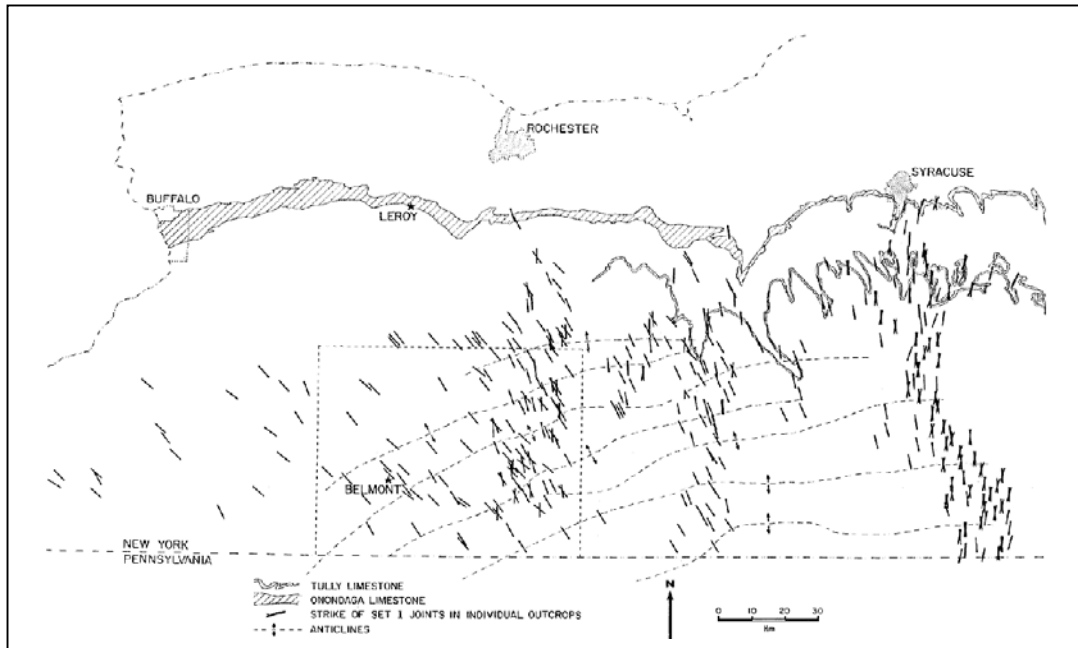 ROCHESTER
SYRACUSE
BUFFALO
LEROY
BELMONT
NEW YORK
PENNSYLVANIA
TULLY LIMESTONE
ONONDAGA LIMESTONE
STRIKE OF SET 1 JOINTS IN INDIVIDUAL OUTCROPS
ANTICLINES
N
0 10 20 30
Km